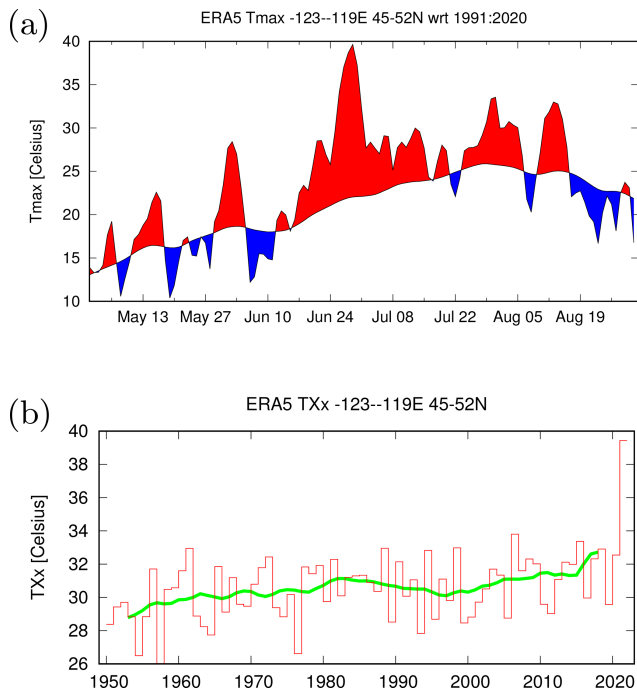 (a)
ERA5 Tmax -123--119E 45-52N wrt 1991:2020
Tmax [Celsius]
40
35
30
25
20
15
10
May 13 May 27 Jun 10 Jun 24 Jul 08 Jul 22 Aug 05 Aug 19
(b)
ERA5 TXx -123--119E 45-52N
TXx [Celsius]
40
38
36
34
32
30
28
26
1950 1960 1970 1980 1990 2000 2010 2020